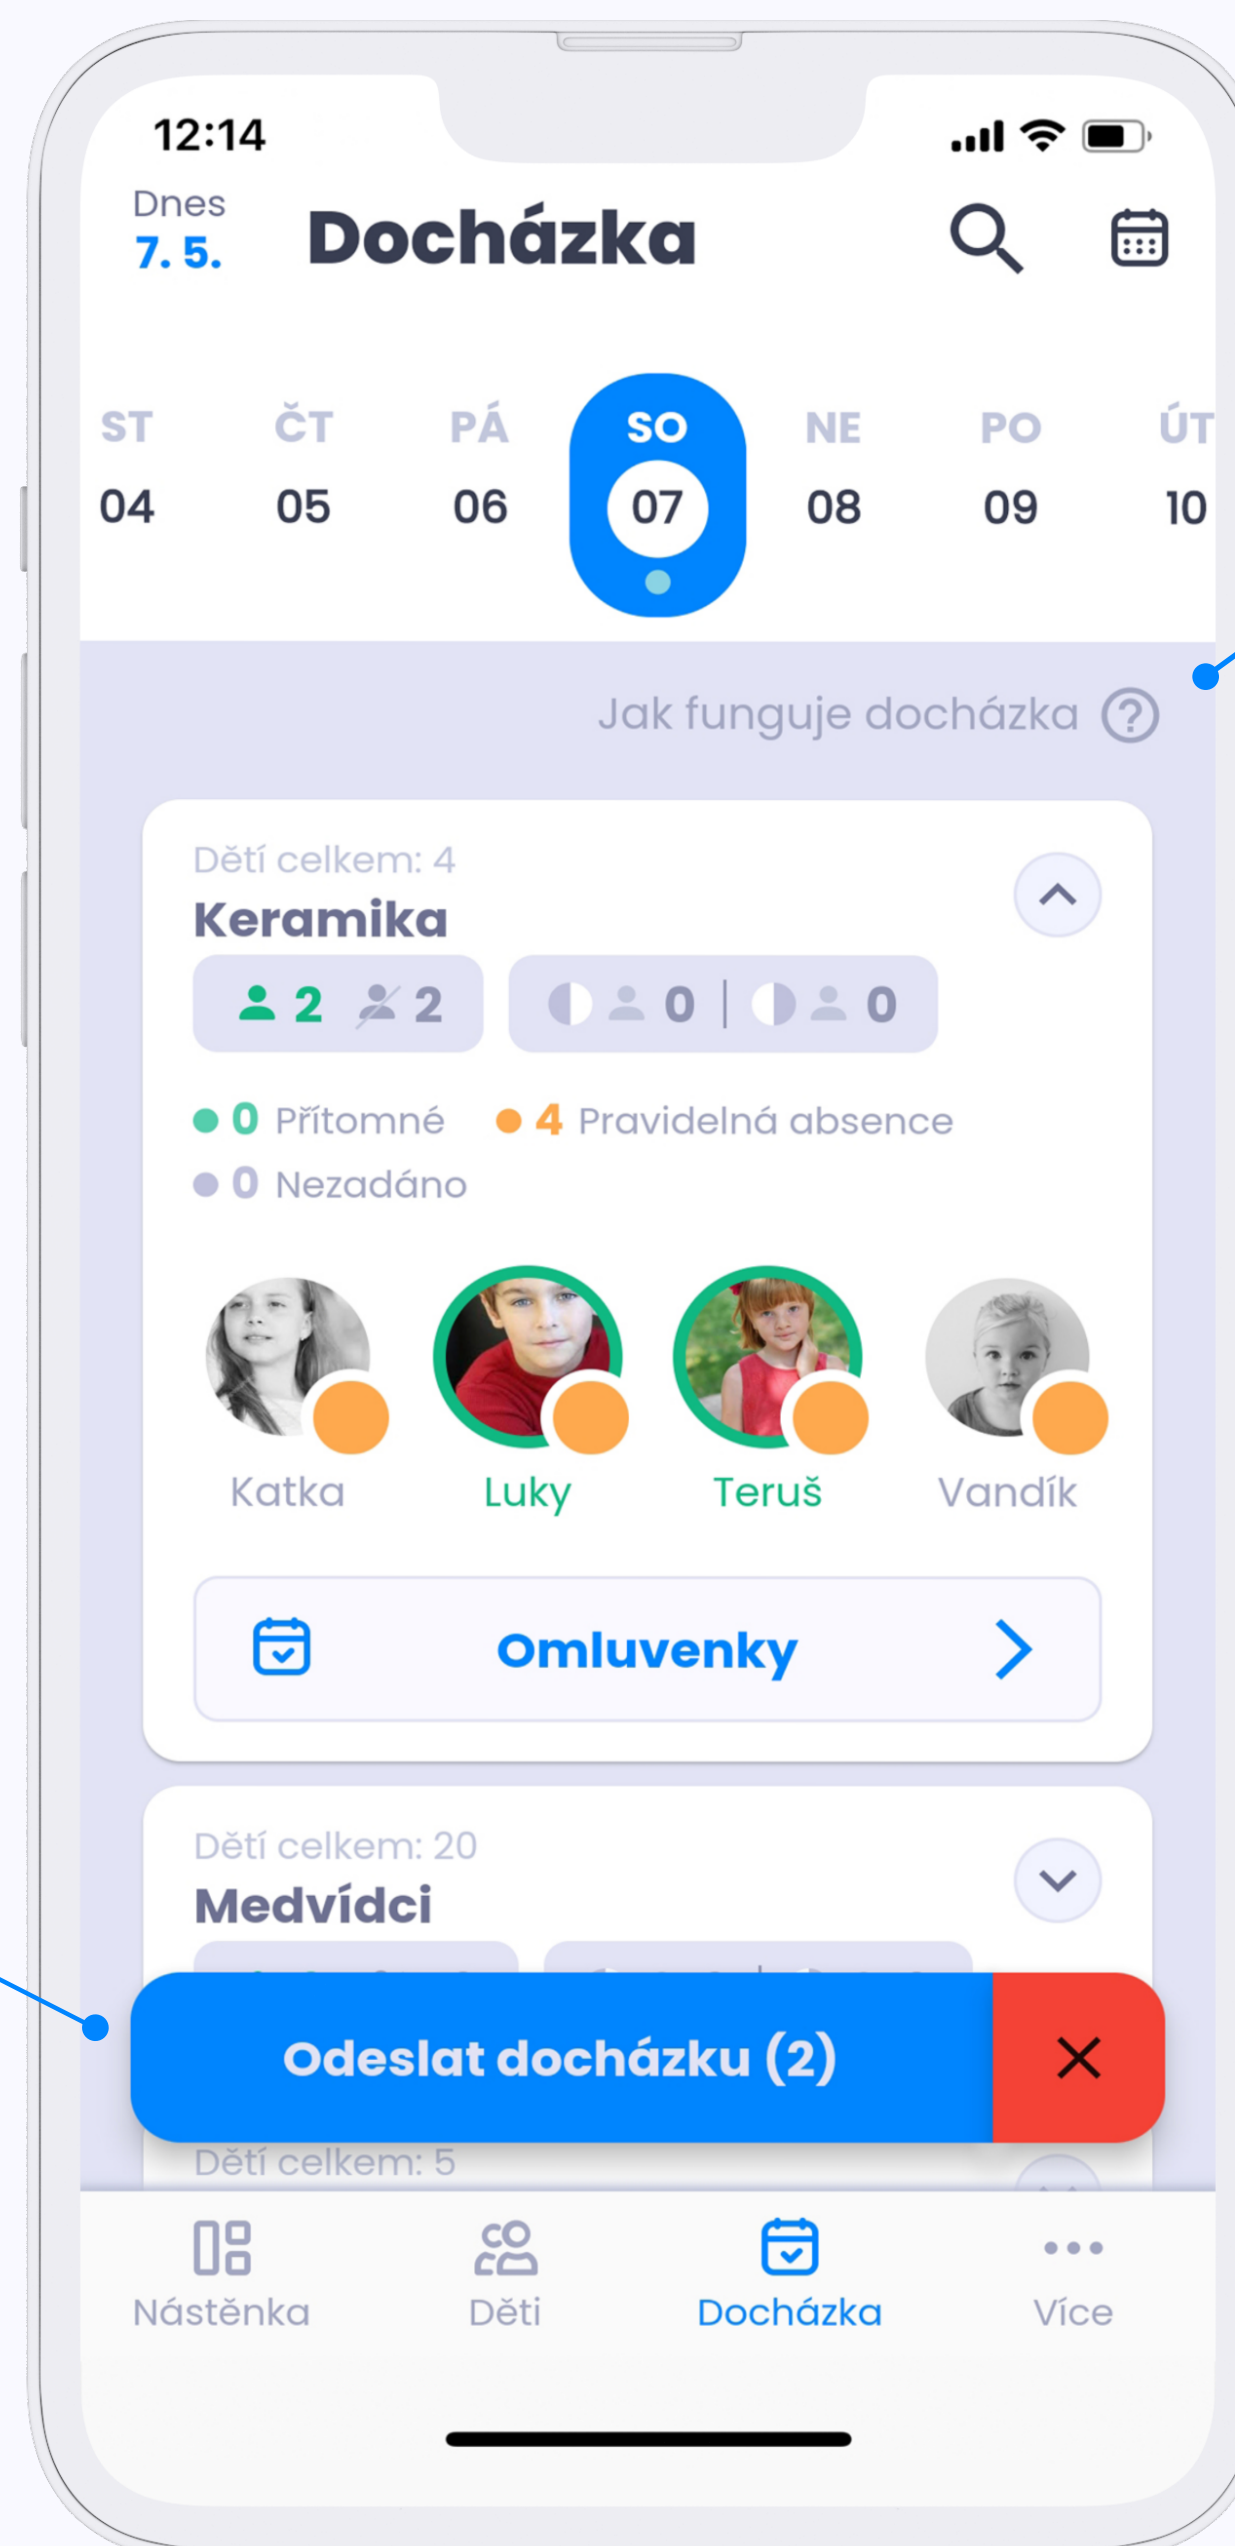 12:14
Dnes
7. 5.
Docházka
ST ČT PÁ SO NE PO ÚT
04 05 06 07 08 09 10
Jak funguje docházka
Dětí celkem: 4
Keramika
2 2 0 0
0 Přítomné 4 Pravidelná absence
0 Nezadáno
Katka Luky Teruš Vandík
Omluvenky
Dětí celkem: 20
Medvídci
Odeslat docházku (2)
Dětí celkem: 5
Nástěnka Děti Docházka Více